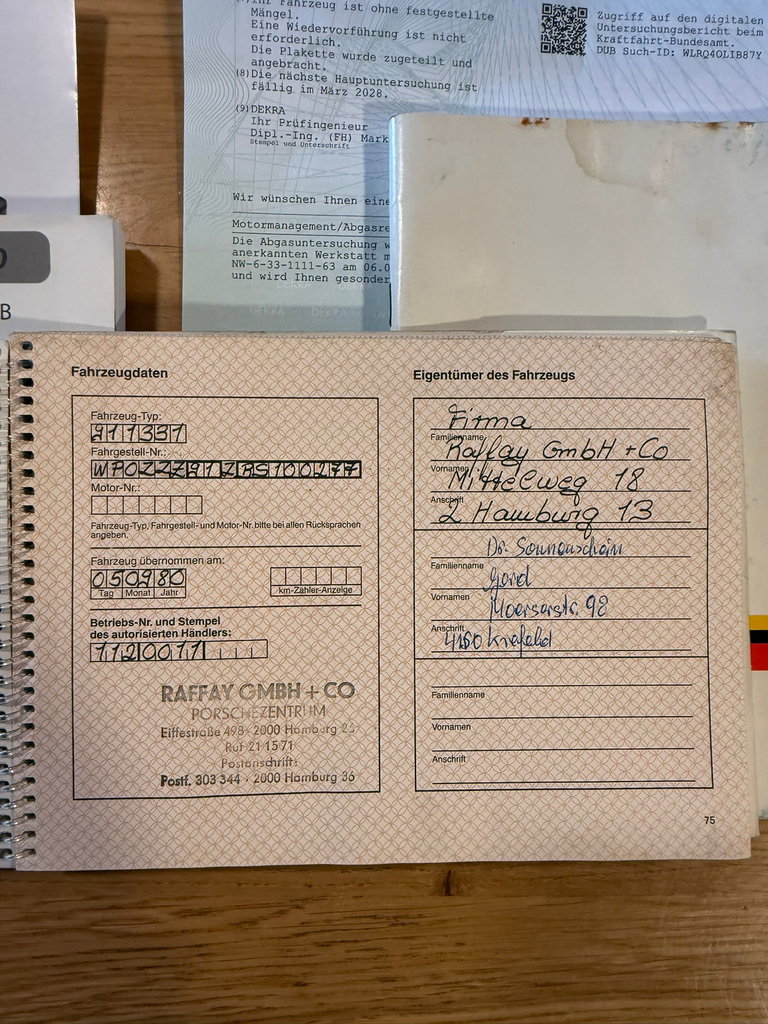 Ihr Fahrzeug ist ohne festgestellte
Mängel.
Eine Wiedervorführung ist nicht
erforderlich.
Die Plakette wurde zugeteilt und
angebracht.
(8) Die nächste Hauptuntersuchung ist
fällig im März 2028.
(9) DEKRA
Ihr Prüfingenieur
Dipl.-Ing. (FH) Mark
Stempel und Unterschrift
Zugriff auf den digitalen
Untersuchungsbericht beim
Kraftfahrt-Bundesamt.
DUB Such-ID: WLRQ4OLIB87Y
Wir wünschen Ihnen eine
Motormanagement/Abgasre
Die Abgasuntersuchung w
anerkannten Werkstatt m
NW-6-33-1111-63 am 06.0
und wird Ihnen gesonder
DEKRA DEKRA
B
Fahrzeugdaten
Fahrzeug-Typ:
911331
Fahrgestell-Nr.:
WP0ZZZ91ZBS100277
Motor-Nr.:
Fahrzeug-Typ, Fahrgestell- und Motor-Nr. bitte bei allen Rücksprachen
angeben.
Fahrzeug übernommen am:
050980
Tag Monat Jahr
km-Zähler-Anzeige
Betriebs-Nr. und Stempel
des autorisierten Händlers:
1120011
RAFFAY GMBH + CO
PORSCHEZENTRUM
Eiffestraße 498 · 2000 Hamburg 26
Ruf 21 15 71
Postanschrift:
Postf. 303 344 · 2000 Hamburg 36
Eigentümer des Fahrzeugs
Firma
Familienname
Raffay GmbH + Co
Vornamen
Mittelweg 18
Anschrift
2 Hamburg 13
Dr. Sonnenschein
Familienname
Gerd
Vornamen
Moerserstr. 98
Anschrift
4150 Krefeld
Familienname
Vornamen
Anschrift
75